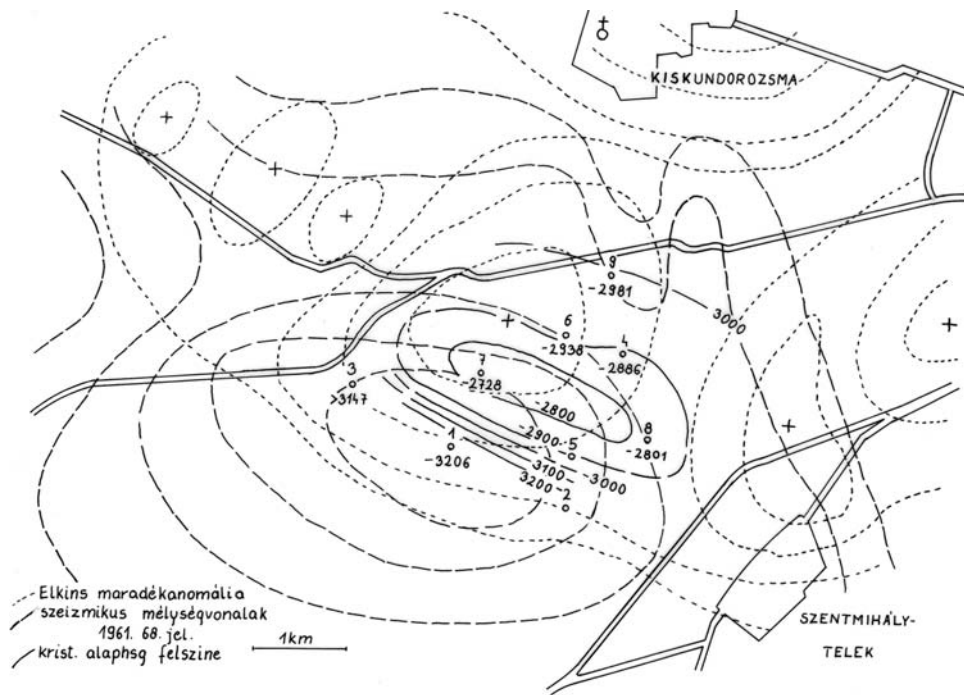 KISKUNDOROZSMA
9
-2981
3000
6
-2938
4
-2886
7
-2728
3
>3147
-2800
-2900
5
8
-2801
1
-3206
3100
-3000
3200
2
Elkins maradékanomália
szeizmikus mélységvonalak
1961. 68. jel.
krist. alaphsg felszine
1km
SZENTMIHÁLY-
TELEK